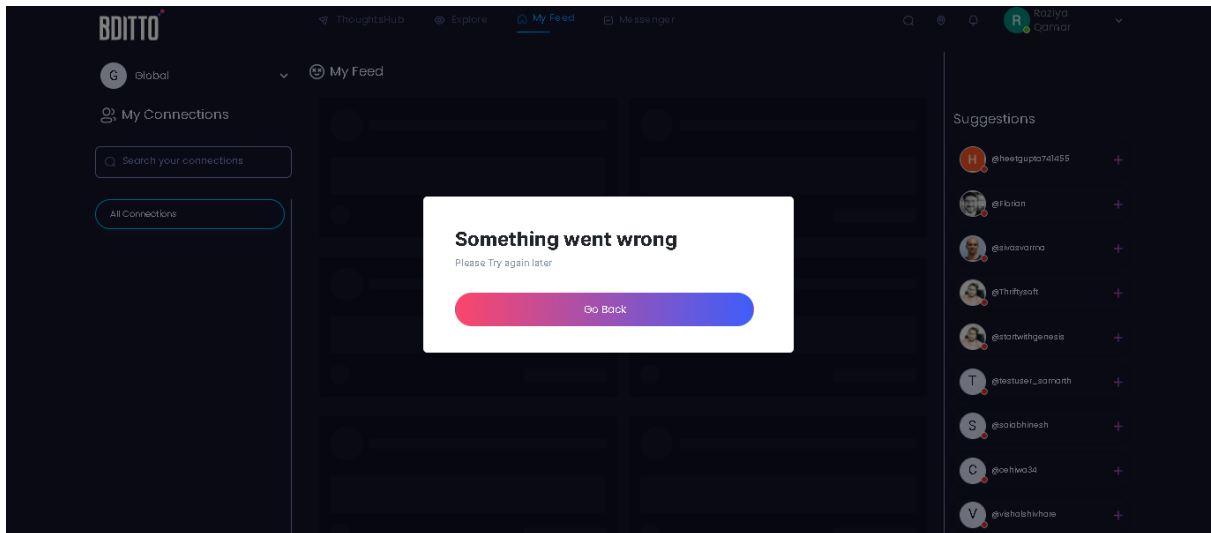 BDITTO
ThoughtsHub
Explore
My Feed
Messenger
R
Raziya
Qamar
G
Global
My Feed
My Connections
Search your connections
All Connections
Something went wrong
Please Try again later
Go Back
Suggestions
H
@heetgupta741455
+
@Florian
+
@sivasvarma
+
@Thriftysoft
+
@startwithgenesis
+
T
@testuser_samarth
+
S
@saiabhinesh
+
C
@cehiwa34
+
V
@vishalshivhare
+